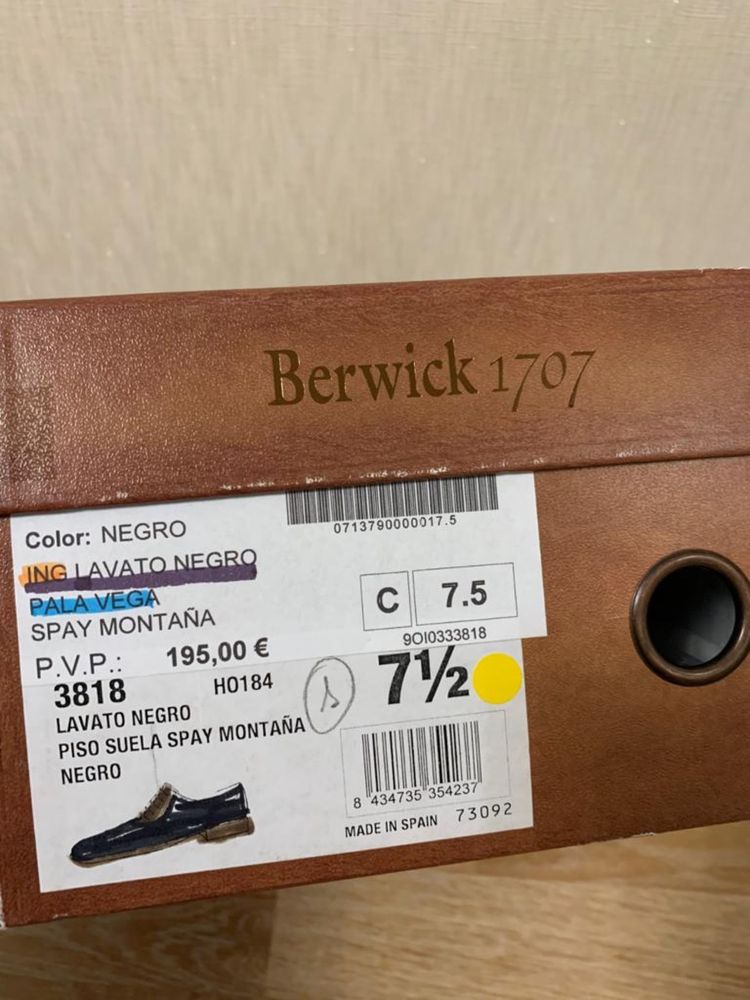 Berwick 1707
0713790000017.5
Color: NEGRO
ING LAVATO NEGRO
PALA VEGA
SPAY MONTAÑA
C 7.5
9OI0333818
P.V.P.: 195,00 €
3818 HO184
7½
LAVATO NEGRO
PISO SUELA SPAY MONTAÑA
NEGRO
8 434735 354237
MADE IN SPAIN 73092